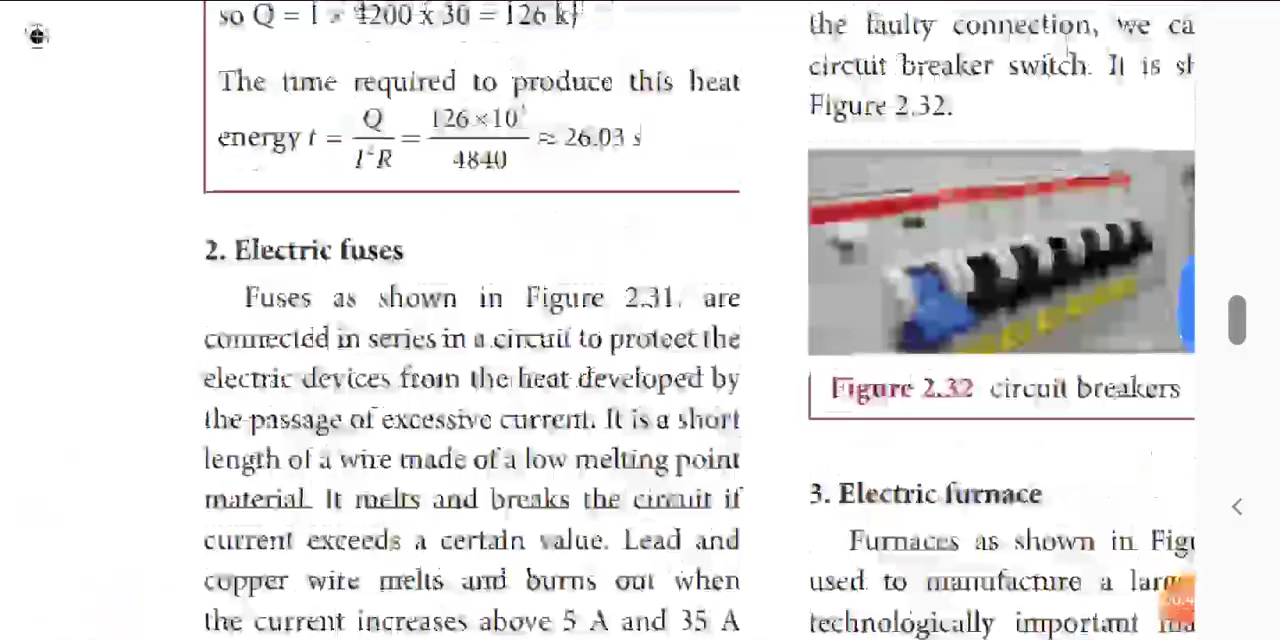 so Q = 1 × 4200 x 30 = 126 kJ
The time required to produce this heat
energy t = Q / I²R = 126 ×10³ / 4840 ≈ 26.03 s
2. Electric fuses
Fuses as shown in Figure 2.31, are
connected in series in a circuit to protect the
electric devices from the heat developed by
the passage of excessive current. It is a short
length of a wire made of a low melting point
material. It melts and breaks the circuit if
current exceeds a certain value. Lead and
copper wire melts and burns out when
the current increases above 5 A and 35 A
the faulty connection, we ca
circuit breaker switch. It is sh
Figure 2.32.
Figure 2.32 circuit breakers
3. Electric furnace
Furnaces as shown in Figu
used to manufacture a larg
technologically important ma